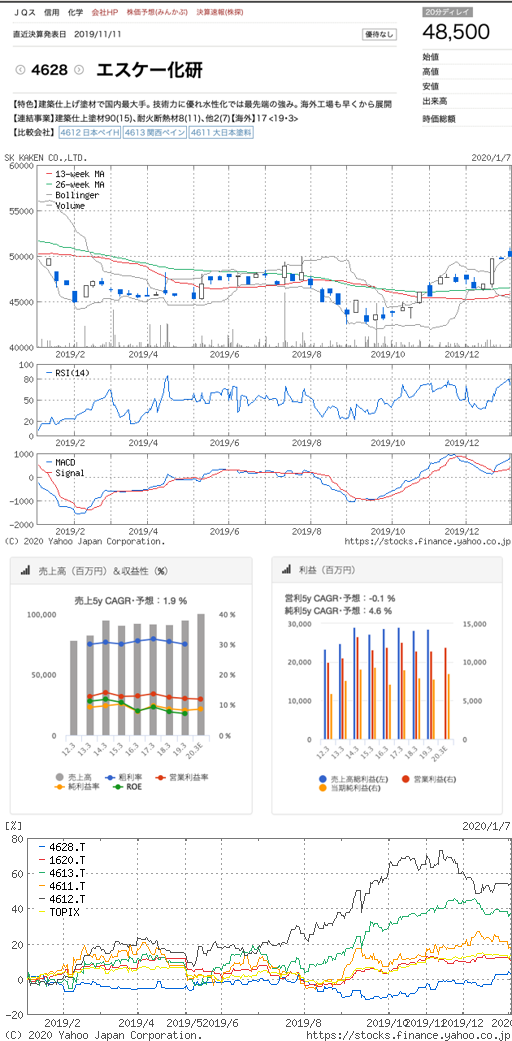 ＪＱス 信用 化学 会社HP 株価予想(みんかぶ) 決算速報(株探)
20分ディレイ
直近決算発表日 2019/11/11
優待なし
48,500
4628 エスケー化研
始値
高値
安値
出来高
時価総額
【特色】建築仕上げ塗材で国内最大手。技術力に優れ水性化では最先端の強み。海外工場も早くから展開
【連結事業】建築仕上塗材90(15)、耐火断熱材8(11)、他2(7)【海外】17 <19・3>
【比較会社】 4612 日本ペイH 4613 関西ペイン 4611 大日本塗料
SK KAKEN CO.,LTD. 2020/1/7
13-week MA
26-week MA
Bollinger
Volume
60000
55000
50000
45000
40000
2019/2 2019/4 2019/6 2019/8 2019/10 2019/12
RSI(14)
100
80
50
20
0
2019/2 2019/4 2019/6 2019/8 2019/10 2019/12
MACD
Signal
1000
0
-1000
-2000
2019/2 2019/4 2019/6 2019/8 2019/10 2019/12
(C) 2020 Yahoo Japan Corporation. https://stocks.finance.yahoo.co.jp
売上高（百万円）＆収益性（%）
売上5y CAGR・予想：1.9 %
100,000
50,000
0
40 %
30 %
20 %
10 %
0 %
12.3 13.3 14.3 15.3 16.3 17.3 18.3 19.3 20.3E
売上高 粗利率 営業利益率
純利益率 ROE
利益（百万円）
営利5y CAGR・予想：-0.1 %
純利5y CAGR・予想： 4.6 %
30,000
20,000
10,000
0
15,000
10,000
5,000
0
12.3 13.3 14.3 15.3 16.3 17.3 18.3 19.3 20.3E
売上高総利益(左) 営業利益(右)
当期純利益(右)
[%] 2020/1/7
4628.T
1620.T
4613.T
4611.T
4612.T
TOPIX
80
60
40
20
0
-20
2019/2 2019/4 2019/5 2019/6 2019/8 2019/10 2019/11 2019/12 2020
(C) 2020 Yahoo Japan Corporation. https://stocks.finance.yahoo.co.jp